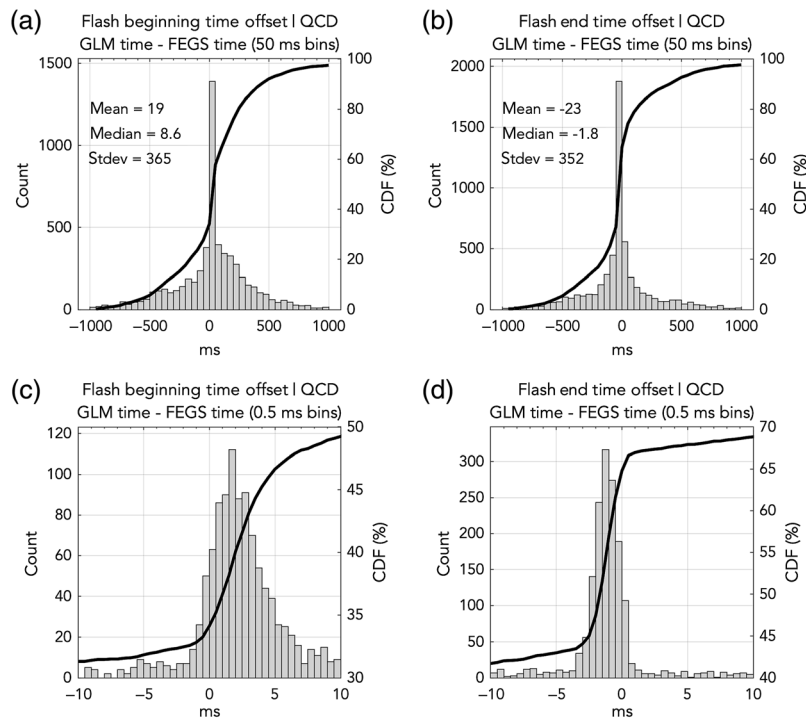 (a)
Flash beginning time offset | QCD
GLM time - FEGS time (50 ms bins)
1500
1000
500
0
Count
Mean = 19
Median = 8.6
Stdev = 365
100
80
60
40
20
0
CDF (%)
−1000 −500 0 500 1000
ms
(b)
Flash end time offset | QCD
GLM time - FEGS time (50 ms bins)
2000
1500
1000
500
0
Count
Mean = -23
Median = -1.8
Stdev = 352
100
80
60
40
20
0
CDF (%)
−1000 −500 0 500 1000
ms
(c)
Flash beginning time offset | QCD
GLM time - FEGS time (0.5 ms bins)
120
100
80
60
40
20
0
Count
50
45
40
35
30
CDF (%)
−10 −5 0 5 10
ms
(d)
Flash end time offset | QCD
GLM time - FEGS time (0.5 ms bins)
300
250
200
150
100
50
0
Count
70
65
60
55
50
45
40
CDF (%)
−10 −5 0 5 10
ms